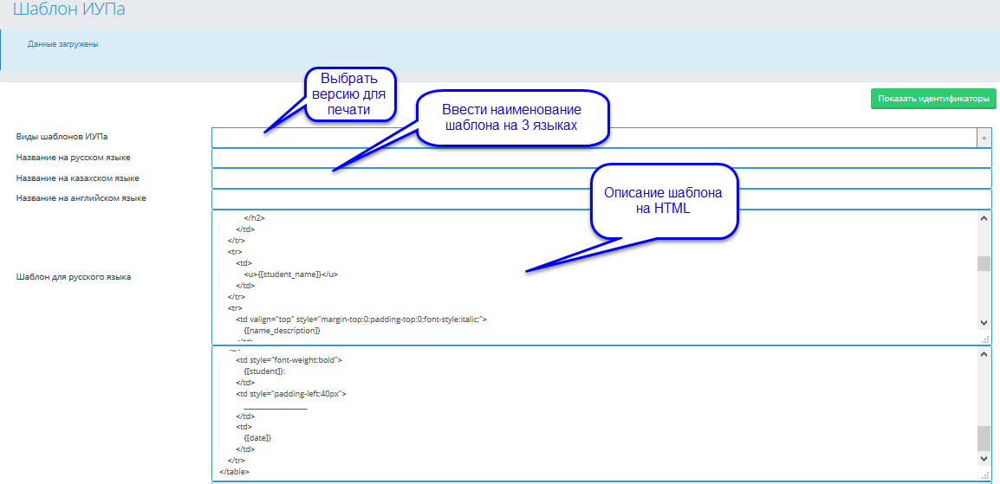 Шаблон ИУПа
Данные загружены
Выбрать
версию для
печати
Показать идентификаторы
Ввести наименование
шаблона на 3 языках
Виды шаблонов ИУПа
Название на русском языке
Название на казахском языке
Название на английском языке
Описание шаблона
на HTML
</h2>
</td>
</tr>
<tr>
<td>
<u>{[student_name]}</u>
</td>
</tr>
<tr>
<td valign="top" style="margin-top:0;padding-top:0;font-style:italic;">
{[name_description]}
Шаблон для русского языка
<td style="font-weight:bold">
{[student]}:
</td>
<td style="padding-left:40px">
___________________
</td>
<td>
{[date]}
</td>
</tr>
</table>